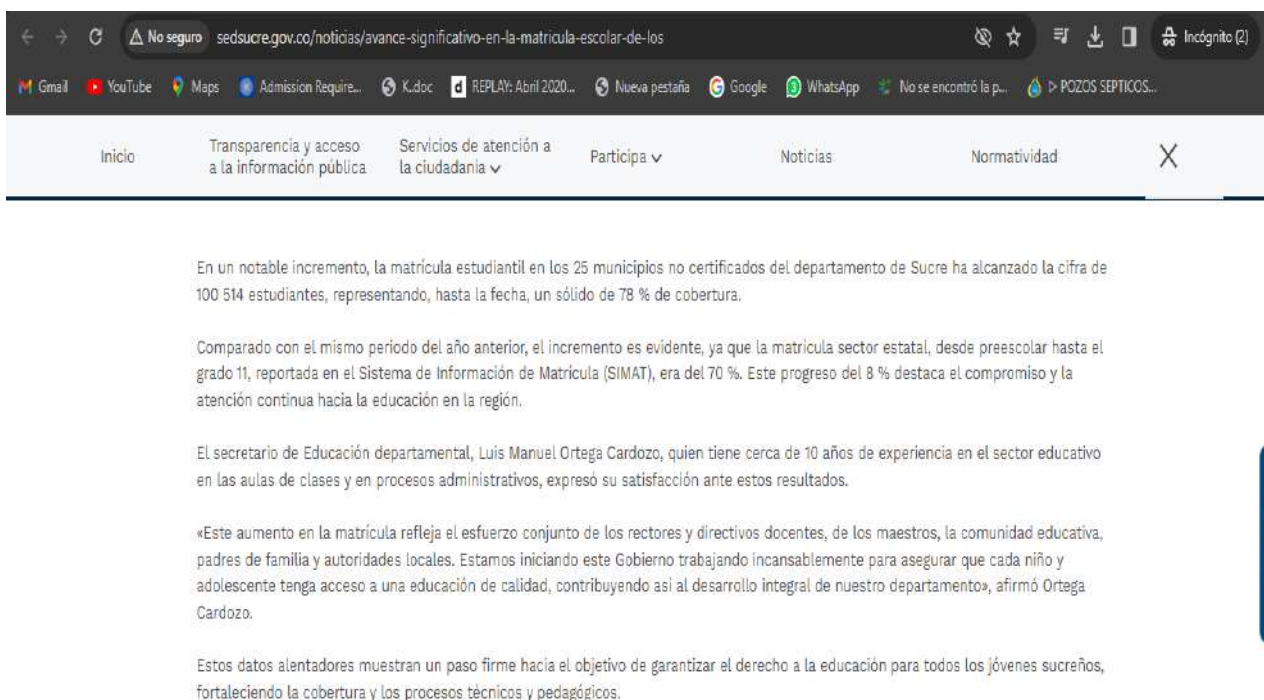 No seguro sedsucre.gov.co/noticias/avance-significativo-en-la-matricula-escolar-de-los Incógnito (2)
Gmail YouTube Maps Admission Require... K.doc REPLAY: Abril 2020... Nueva pestaña Google WhatsApp No se encontró la p... ▷ POZOS SEPTICOS...
Inicio
Transparencia y acceso
a la información pública
Servicios de atención a
la ciudadania
Participa
Noticias
Normatividad
En un notable incremento, la matrícula estudiantil en los 25 municipios no certificados del departamento de Sucre ha alcanzado la cifra de
100 514 estudiantes, representando, hasta la fecha, un sólido de 78 % de cobertura.
Comparado con el mismo periodo del año anterior, el incremento es evidente, ya que la matricula sector estatal, desde preescolar hasta el
grado 11, reportada en el Sistema de Información de Matrícula (SIMAT), era del 70 %. Este progreso del 8 % destaca el compromiso y la
atención continua hacia la educación en la región.
El secretario de Educación departamental, Luis Manuel Ortega Cardozo, quien tiene cerca de 10 años de experiencia en el sector educativo
en las aulas de clases y en procesos administrativos, expresó su satisfacción ante estos resultados.
«Este aumento en la matrícula refleja el esfuerzo conjunto de los rectores y directivos docentes, de los maestros, la comunidad educativa,
padres de familia y autoridades locales. Estamos iniciando este Gobierno trabajando incansablemente para asegurar que cada niño y
adolescente tenga acceso a una educación de calidad, contribuyendo asi al desarrollo integral de nuestro departamento», afirmó Ortega
Cardozo.
Estos datos alentadores muestran un paso firme hacia el objetivo de garantizar el derecho a la educación para todos los jóvenes sucreños,
fortaleciendo la cobertura y los procesos técnicos y pedagógicos.